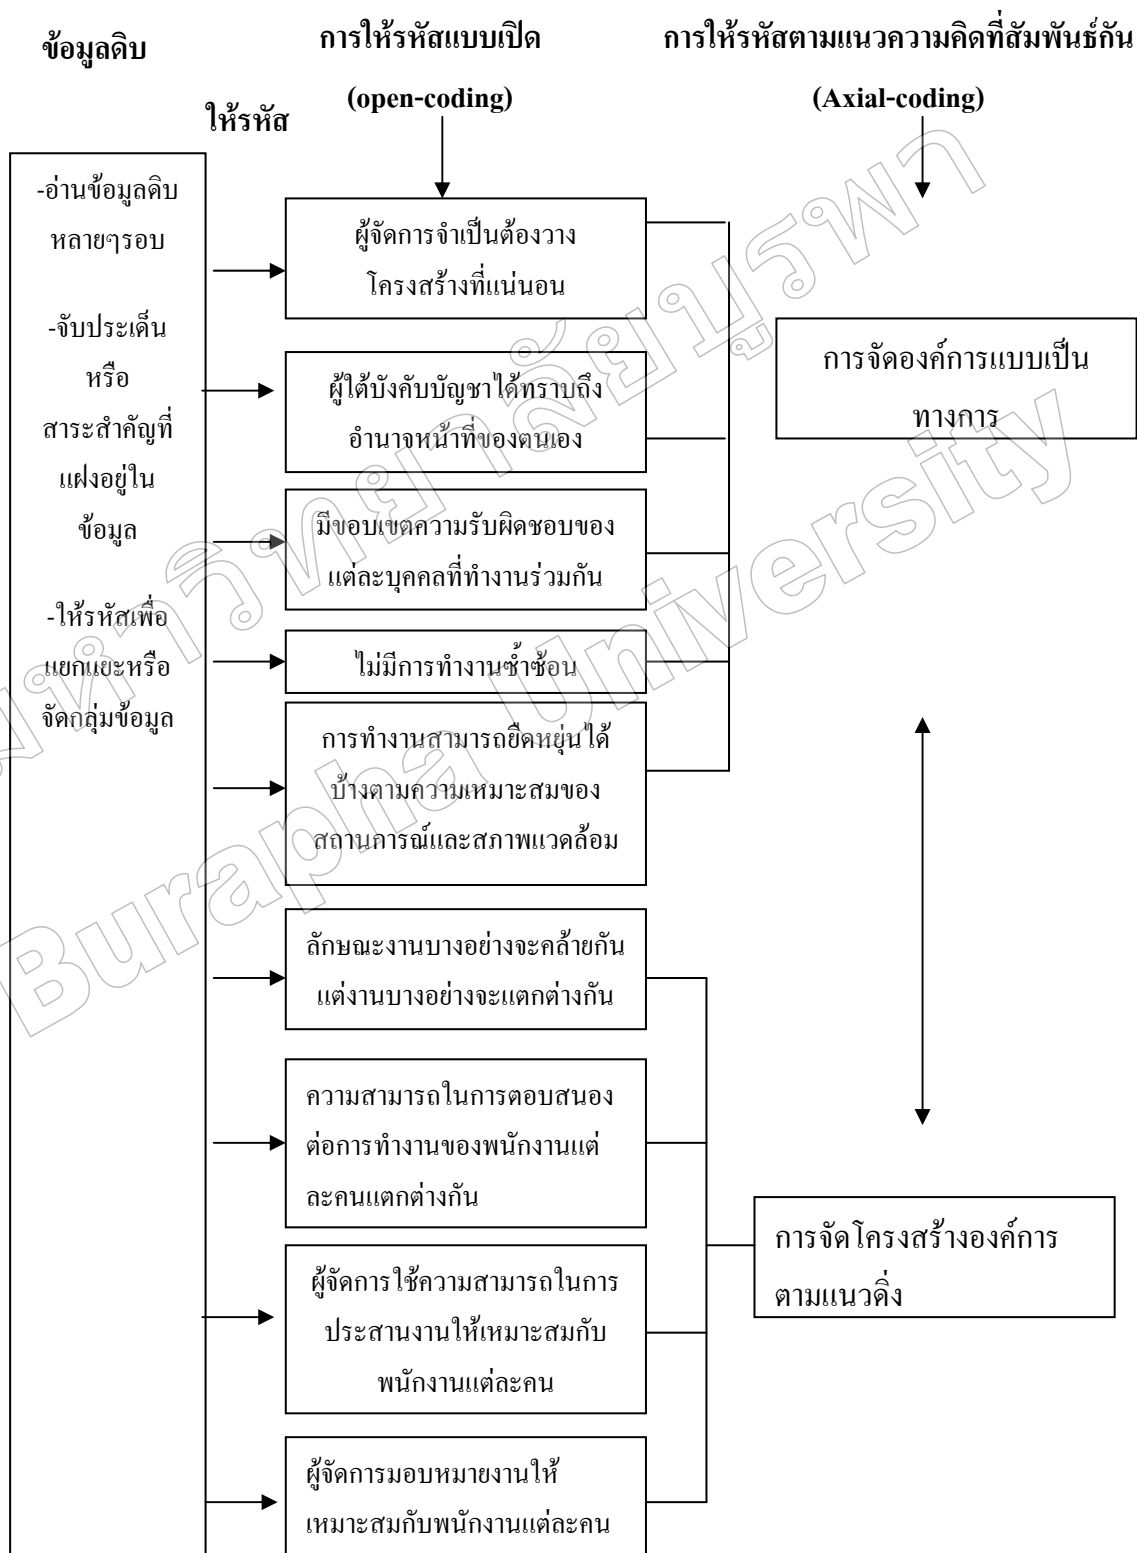 ข้อมูลดิบ
การให้รหัสแบบเปิด
(open-coding)
การให้รหัสตามแนวความคิดที่สัมพันธ์กัน
(Axial-coding)
ให้รหัส
-อ่านข้อมูลดิบ
หลายๆรอบ
-จับประเด็น
หรือ
สาระสำคัญที่
แฝงอยู่ใน
ข้อมูล
-ให้รหัสเพื่อ
แยกแยะหรือ
จัดกลุ่มข้อมูล
ผู้จัดการจำเป็นต้องวาง
โครงสร้างที่แน่นอน
ผู้ใต้บังคับบัญชาได้ทราบถึง
อำนาจหน้าที่ของตนเอง
มีขอบเขตความรับผิดชอบของ
แต่ละบุคคลที่ทำงานร่วมกัน
ไม่มีการทำงานซ้ำซ้อน
การทำงานสามารถยืดหยุ่นได้
บ้างตามความเหมาะสมของ
สถานการณ์และสภาพแวดล้อม
ลักษณะงานบางอย่างจะคล้ายกัน
แต่งานบางอย่างจะแตกต่างกัน
ความสามารถในการตอบสนอง
ต่อการทำงานของพนักงานแต่
ละคนแตกต่างกัน
ผู้จัดการใช้ความสามารถในการ
ประสานงานให้เหมาะสมกับ
พนักงานแต่ละคน
ผู้จัดการมอบหมายงานให้
เหมาะสมกับพนักงานแต่ละคน
การจัดองค์การแบบเป็น
ทางการ
การจัดโครงสร้างองค์การ
ตามแนวดิ่ง
มหาวิทยาลัยบูรพา
Burapha University